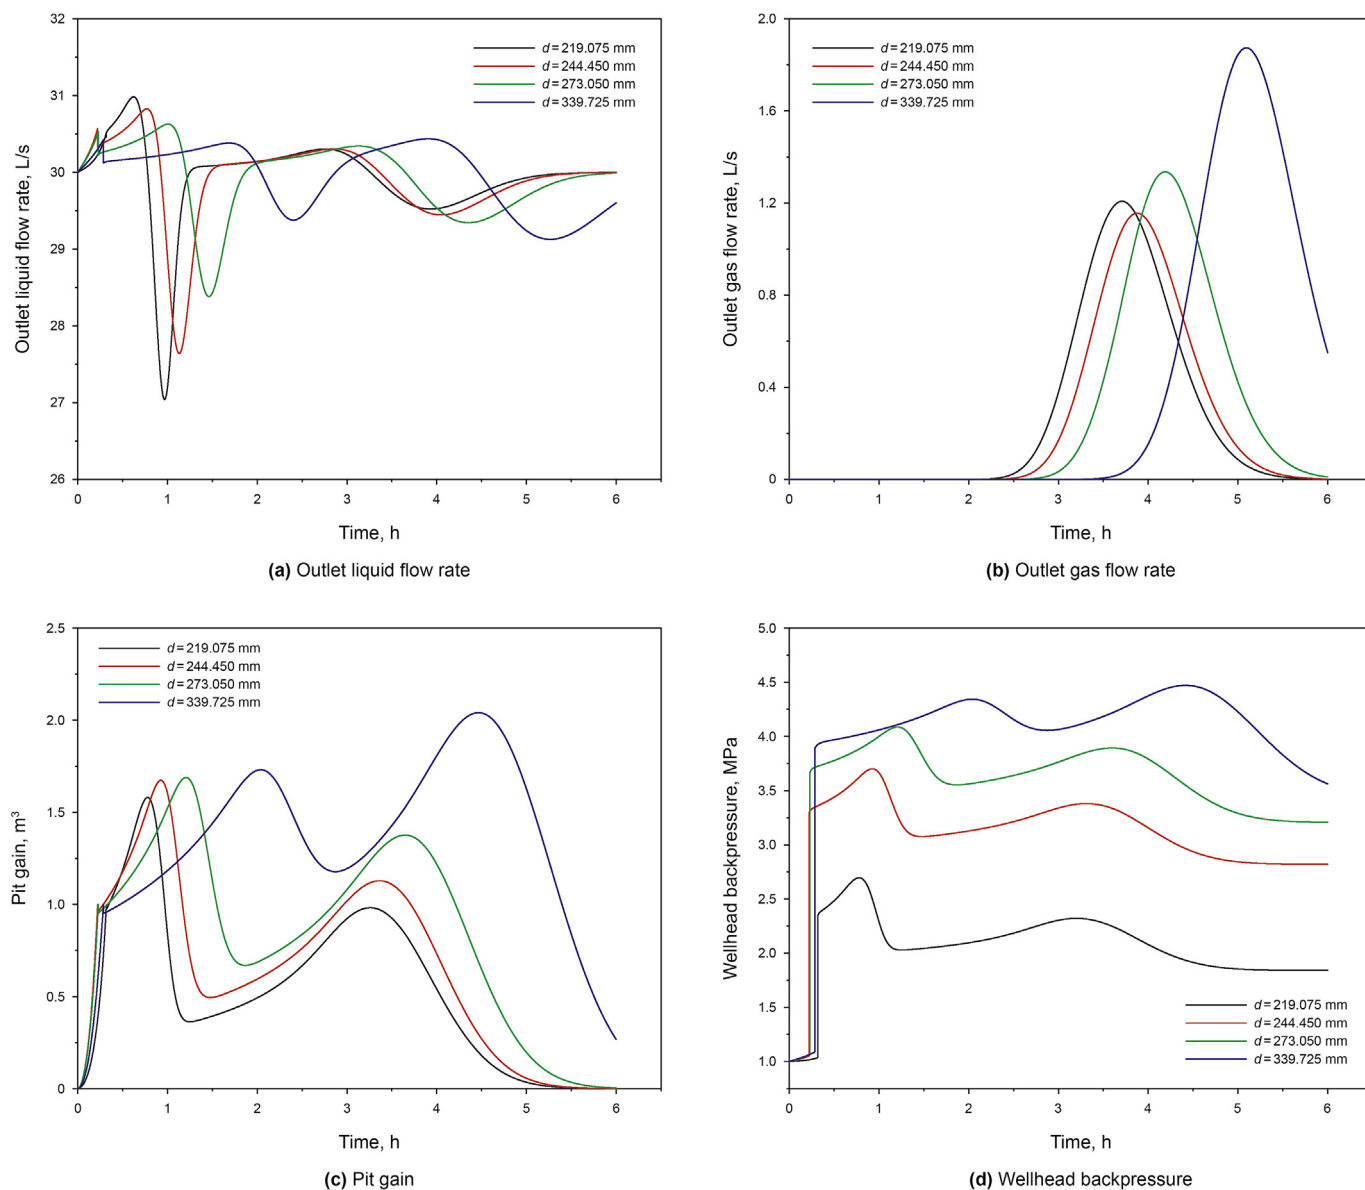 32
31
30
29
28
27
26
0
1
2
3
4
5
6
Outlet liquid flow rate, L/s
Time, h
d = 219.075 mm
d = 244.450 mm
d = 273.050 mm
d = 339.725 mm
(a) Outlet liquid flow rate
2.0
1.6
1.2
0.8
0.4
0
0
1
2
3
4
5
6
Outlet gas flow rate, L/s
Time, h
d = 219.075 mm
d = 244.450 mm
d = 273.050 mm
d = 339.725 mm
(b) Outlet gas flow rate
2.5
2.0
1.5
1.0
0.5
0
0
1
2
3
4
5
6
Pit gain, m³
Time, h
d = 219.075 mm
d = 244.450 mm
d = 273.050 mm
d = 339.725 mm
(c) Pit gain
5.0
4.5
4.0
3.5
3.0
2.5
2.0
1.5
1.0
0
1
2
3
4
5
6
Wellhead backpressure, MPa
Time, h
d = 219.075 mm
d = 244.450 mm
d = 273.050 mm
d = 339.725 mm
(d) Wellhead backpressure